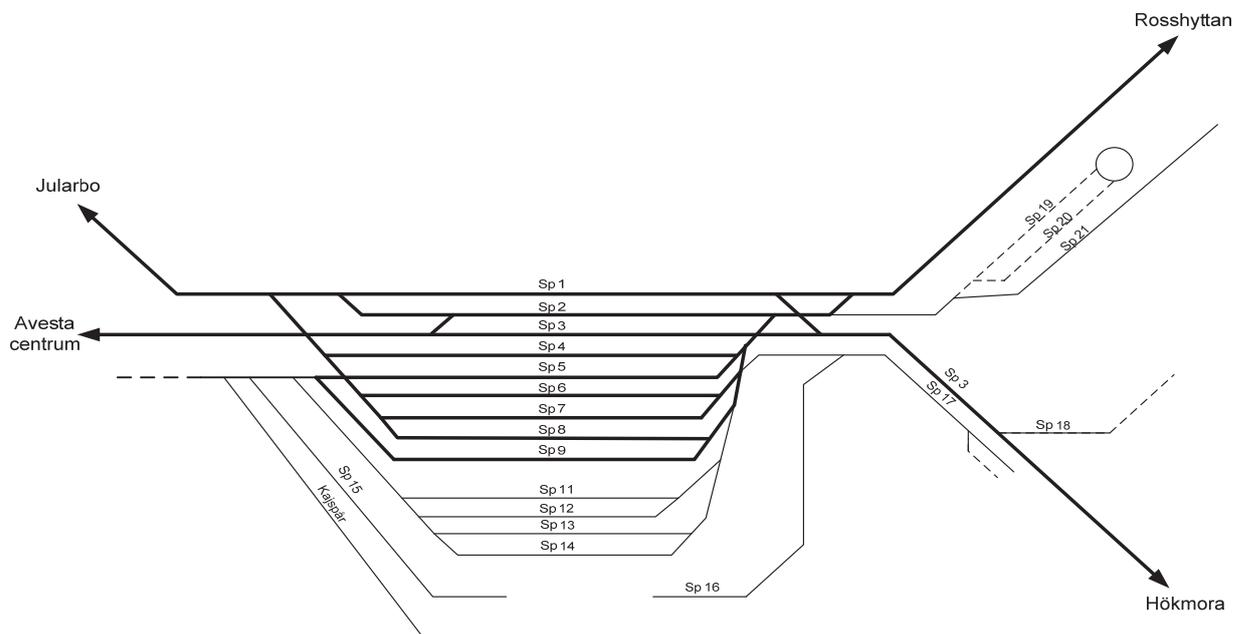 Rosshyttan
Jularbo
Sp 19
Sp 20
Sp 21
Sp 1
Sp 2
Avesta
centrum
Sp 3
Sp 4
Sp 5
Sp 6
Sp 7
Sp 8
Sp 9
Sp 3
Sp 17
Sp 18
Sp 15
Kajspår
Sp 11
Sp 12
Sp 13
Sp 14
Sp 16
Hökmora